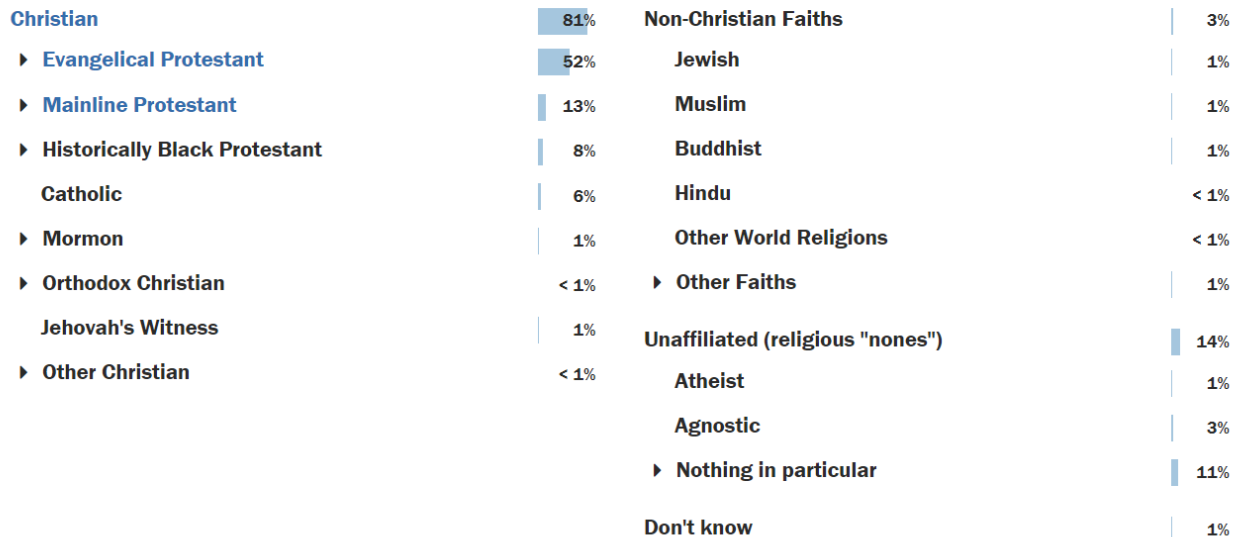 Christian 81%
Evangelical Protestant 52%
Mainline Protestant 13%
Historically Black Protestant 8%
Catholic 6%
Mormon 1%
Orthodox Christian < 1%
Jehovah's Witness 1%
Other Christian < 1%
Non-Christian Faiths 3%
Jewish 1%
Muslim 1%
Buddhist 1%
Hindu < 1%
Other World Religions < 1%
Other Faiths 1%
Unaffiliated (religious "nones") 14%
Atheist 1%
Agnostic 3%
Nothing in particular 11%
Don't know 1%